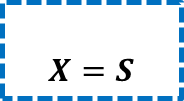 X = S